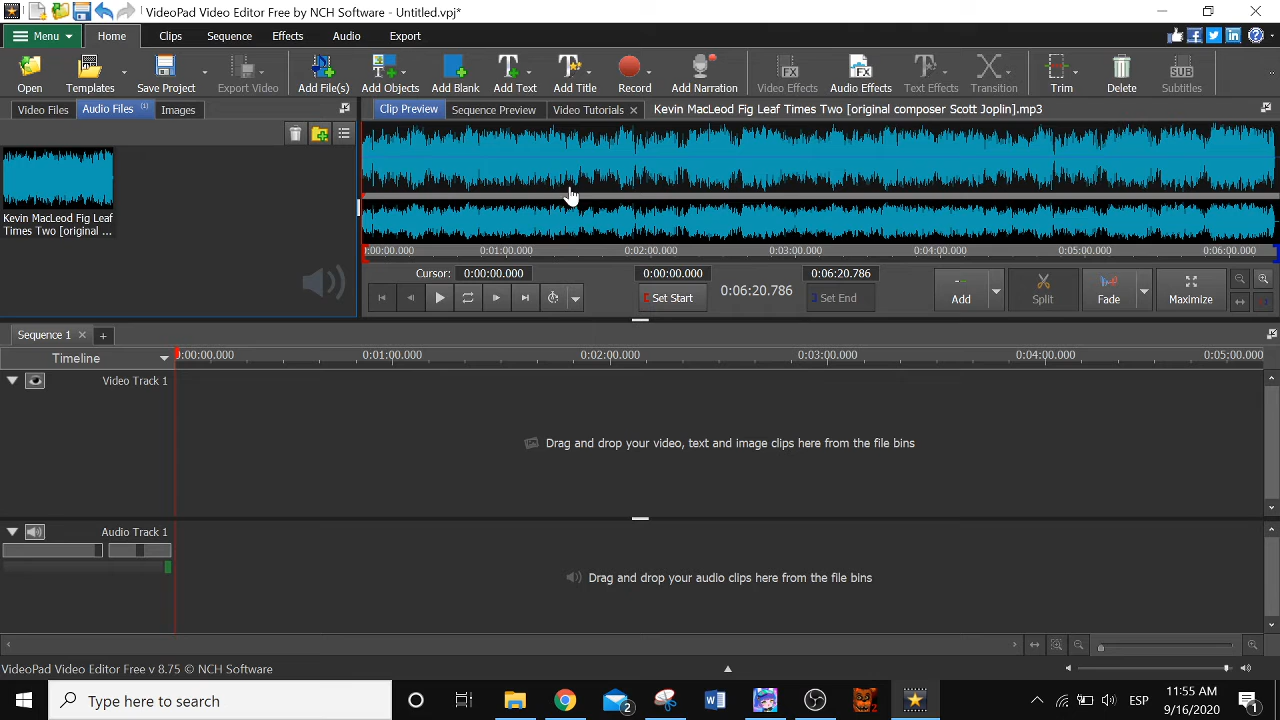 VideoPad Video Editor Free by NCH Software - Untitled.vpj*
Menu Home Clips Sequence Effects Audio Export
Open Templates Save Project Export Video Add File(s) Add Objects Add Blank Add Text Add Title Record Add Narration Video Effects Audio Effects Text Effects Transition Trim Delete Subtitles
Video Files Audio Files (1) Images
Clip Preview Sequence Preview Video Tutorials Kevin MacLeod Fig Leaf Times Two [original composer Scott Joplin].mp3
Kevin MacLeod Fig Leaf
Times Two [original ...
0:00:00.000 0:01:00.000 0:02:00.000 0:03:00.000 0:04:00.000 0:05:00.000 0:06:00.000
Cursor: 0:00:00.000 0:00:00.000 0:06:20.786
Set Start 0:06:20.786 Set End
Add Split Fade Maximize
Sequence 1
Timeline 0:00:00.000 0:01:00.000 0:02:00.000 0:03:00.000 0:04:00.000 0:05:00.000
Video Track 1
Drag and drop your video, text and image clips here from the file bins
Audio Track 1
Drag and drop your audio clips here from the file bins
VideoPad Video Editor Free v 8.75 © NCH Software
Type here to search
2
ESP
11:55 AM
9/16/2020
1